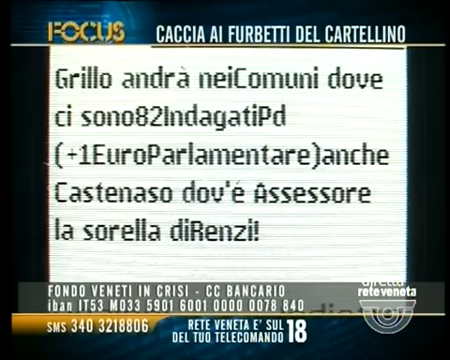 FOCUS
CACCIA AI FURBETTI DEL CARTELLINO
Grillo andrà neiComuni dove
ci sono82IndagatiPd
(+1EuroParlamentare)anche
Castenaso dov'é Assessore
la sorella diRenzi!
FONDO VENETI IN CRISI - CC BANCARIO
iban IT53 M033 5901 6001 0000 0078 840
diretta
reteveneta
SMS 340 3218806
RETE VENETA E' SUL
DEL TUO TELECOMANDO 18